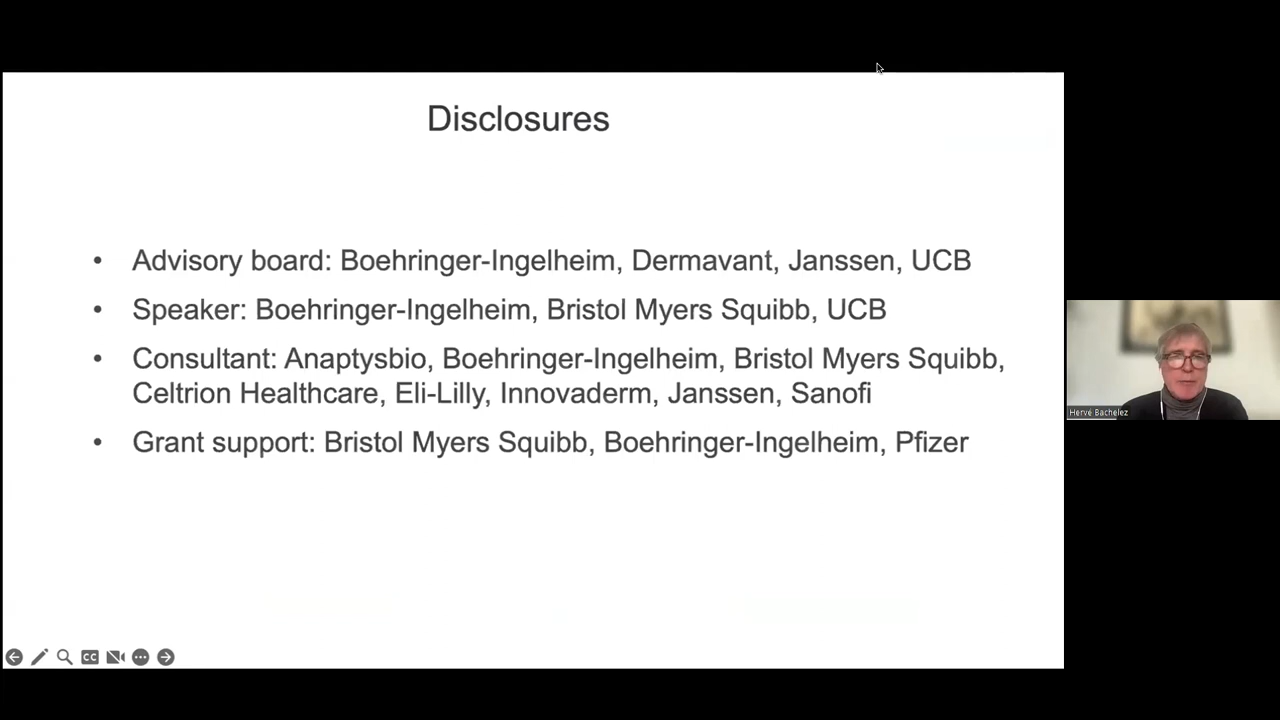 Disclosures
• Advisory board: Boehringer-Ingelheim, Dermavant, Janssen, UCB
• Speaker: Boehringer-Ingelheim, Bristol Myers Squibb, UCB
• Consultant: Anaptysbio, Boehringer-Ingelheim, Bristol Myers Squibb,
Celtrion Healthcare, Eli-Lilly, Innovaderm, Janssen, Sanofi
• Grant support: Bristol Myers Squibb, Boehringer-Ingelheim, Pfizer
Hervé Bachelez
CC